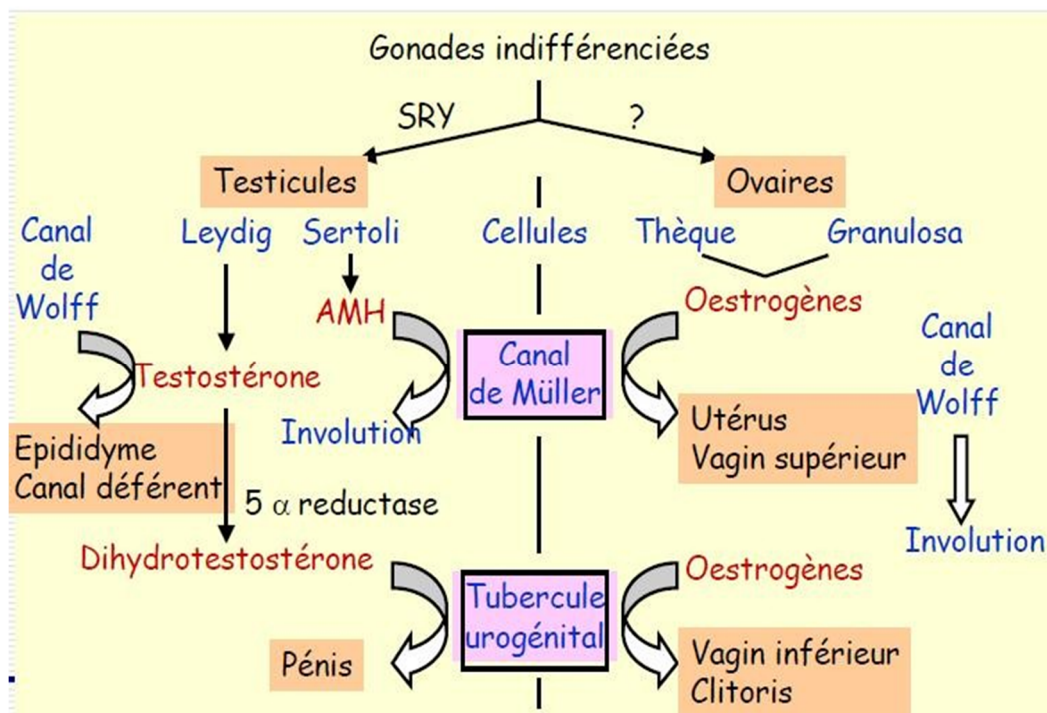 Gonades indifférenciées
SRY
?
Testicules
Ovaires
Canal
de
Wolff
Leydig
Sertoli
Cellules
Thèque
Granulosa
AMH
Oestrogènes
Canal
de Müller
Canal
de
Wolff
Testostérone
Involution
Epididyme
Canal déférent
Utérus
Vagin supérieur
5 α reductase
Involution
Dihydrotestostérone
Oestrogènes
Tubercule
urogénital
Pénis
Vagin inférieur
Clitoris